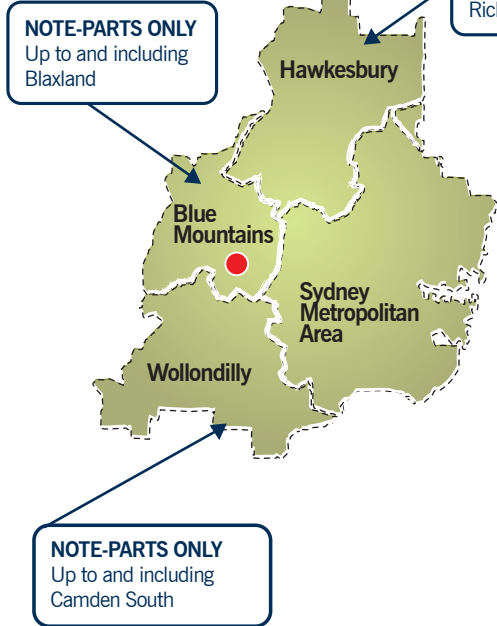 NOTE-PARTS ONLY
Up to and including
Blaxland
Hawkesbury
Blue
Mountains
Sydney
Metropolitan
Area
Wollondilly
NOTE-PARTS ONLY
Up to and including
Camden South